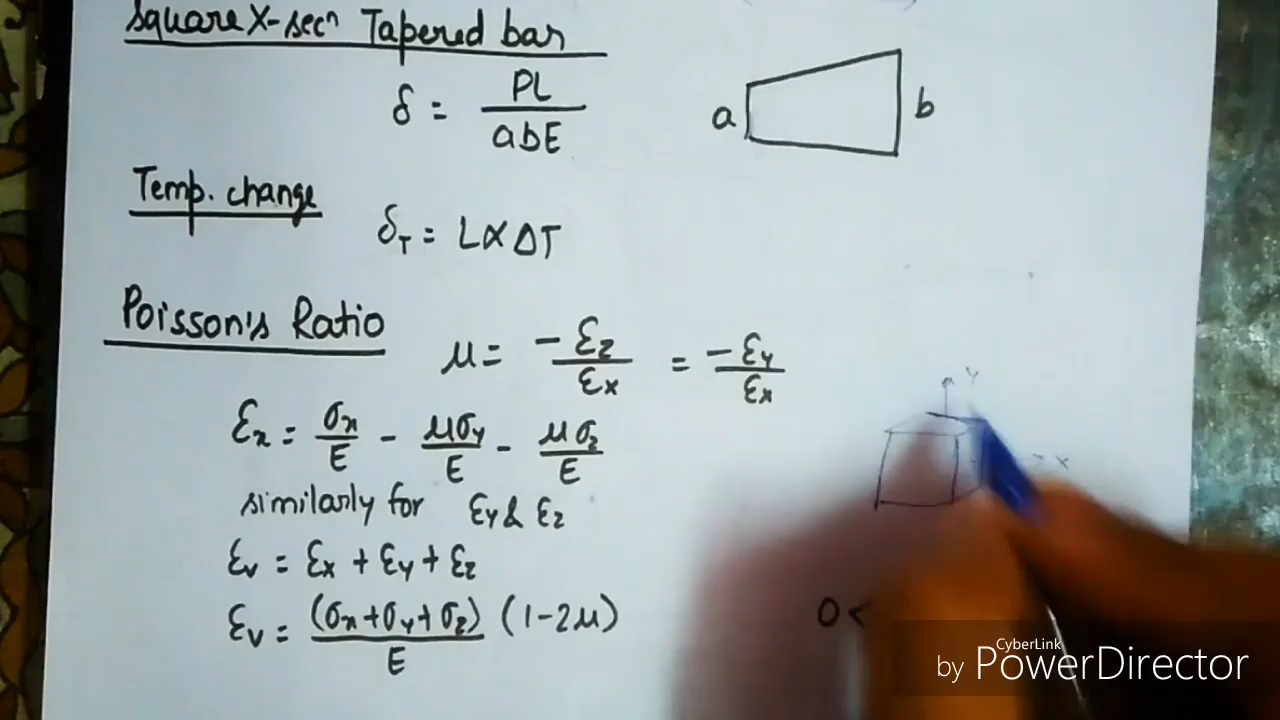 Square X-secⁿ Tapered bar
δ = PL / abE
a b
Temp. change
δ_T = L∝ΔT
Poisson's Ratio
μ = -εz / εx = -εy / εx
εx = σx / E - μσy / E - μσz / E
similarly for εy & εz
εv = εx + εy + εz
εv = (σx+σy+σz) / E (1-2μ)
Y
x
0<
CyberLink
by PowerDirector